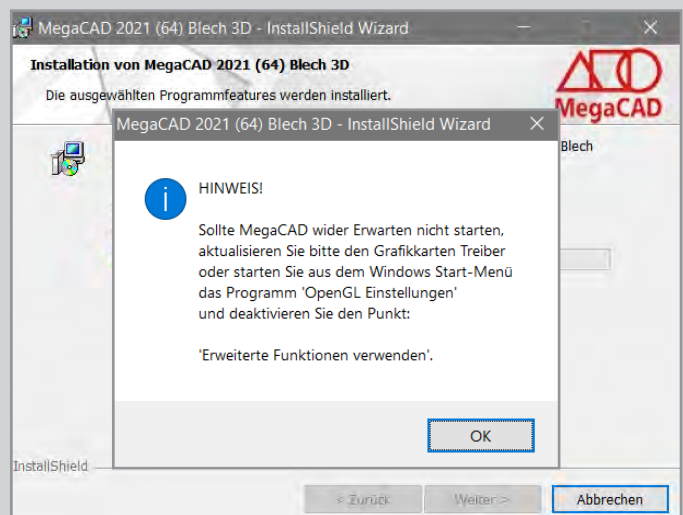 MegaCAD 2021 (64) Blech 3D - InstallShield Wizard
Installation von MegaCAD 2021 (64) Blech 3D
Die ausgewählten Programmfeatures werden installiert.
MegaCAD
Blech
MegaCAD 2021 (64) Blech 3D - InstallShield Wizard
HINWEIS!
Sollte MegaCAD wider Erwarten nicht starten,
aktualisieren Sie bitte den Grafikkarten Treiber
oder starten Sie aus dem Windows Start-Menü
das Programm 'OpenGL Einstellungen'
und deaktivieren Sie den Punkt:
'Erweiterte Funktionen verwenden'.
OK
InstallShield
< Zurück
Weiter >
Abbrechen